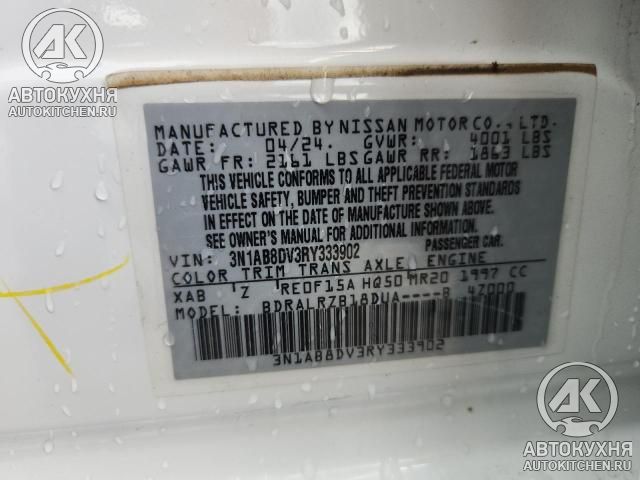 АК
АВТОКУХНЯ
AUTOKITCHEN.RU
MANUFACTURED BY NISSAN MOTOR CO., LTD.
DATE: 04/24. GVWR: 4001 LBS
GAWR FR: 2161 LBS GAWR RR: 1863 LBS
THIS VEHICLE CONFORMS TO ALL APPLICABLE FEDERAL MOTOR
VEHICLE SAFETY, BUMPER AND THEFT PREVENTION STANDARDS
IN EFFECT ON THE DATE OF MANUFACTURE SHOWN ABOVE.
SEE OWNER'S MANUAL FOR ADDITIONAL INFORMATION.
VIN: 3N1AB8DV3RY333902 PASSENGER CAR.
COLOR TRIM TRANS AXLE ENGINE
XAB Z RE0F15A HQ50 MR20 1997 CC
MODEL: BDRALRZB18DUA----B 4Z000
3N1AB8DV3RY333902
АК
АВТОКУХНЯ
AUTOKITCHEN.RU